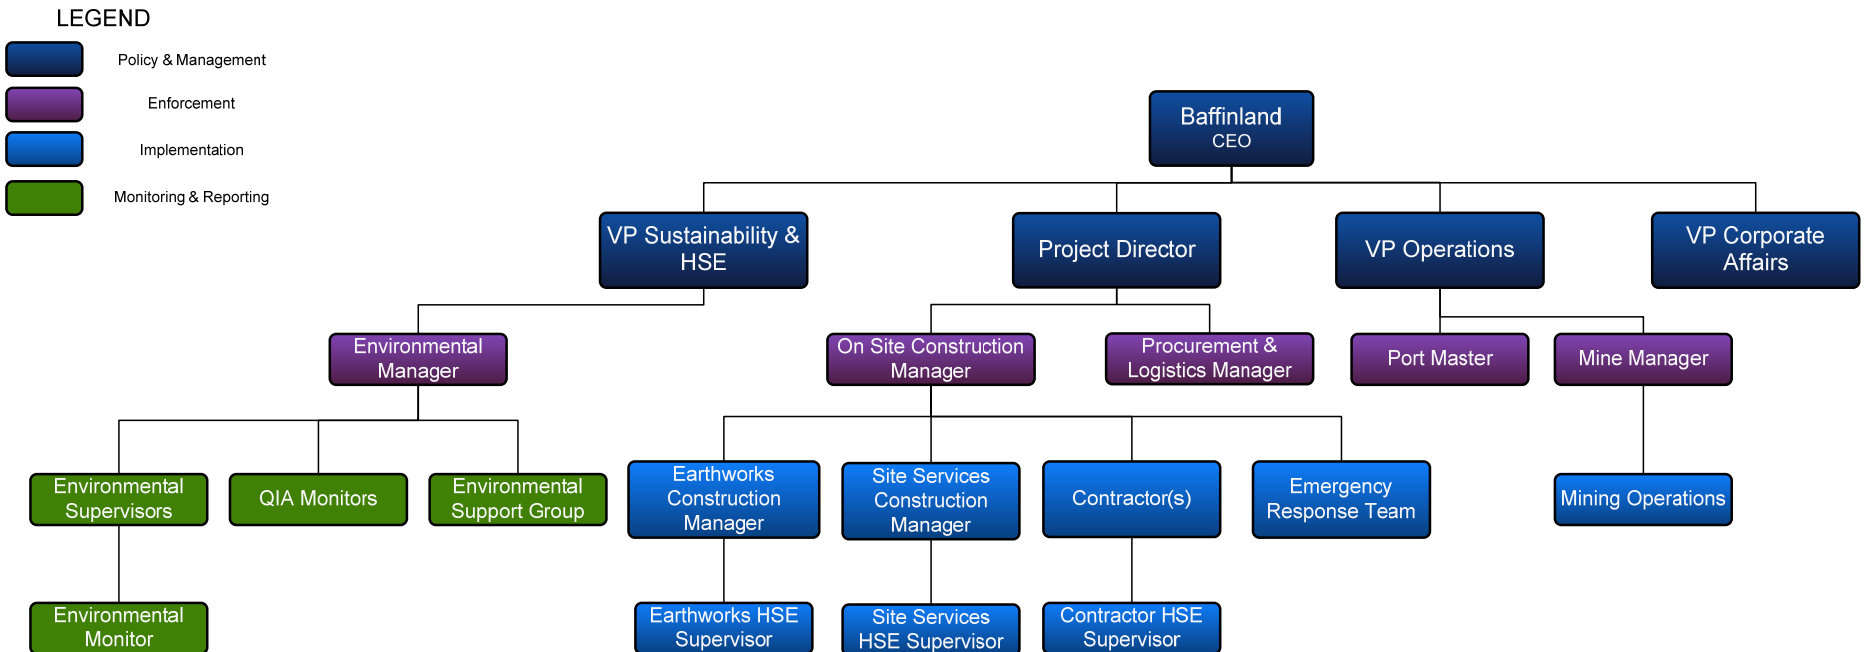 LEGEND
Policy & Management
Enforcement
Implementation
Monitoring & Reporting
Baffinland
CEO
VP Sustainability &
HSE
Project Director
VP Operations
VP Corporate
Affairs
Environmental
Manager
On Site Construction
Manager
Procurement &
Logistics Manager
Port Master
Mine Manager
Environmental
Supervisors
QIA Monitors
Environmental
Support Group
Earthworks
Construction
Manager
Site Services
Construction
Manager
Contractor(s)
Emergency
Response Team
Mining Operations
Environmental
Monitor
Earthworks HSE
Supervisor
Site Services
HSE Supervisor
Contractor HSE
Supervisor